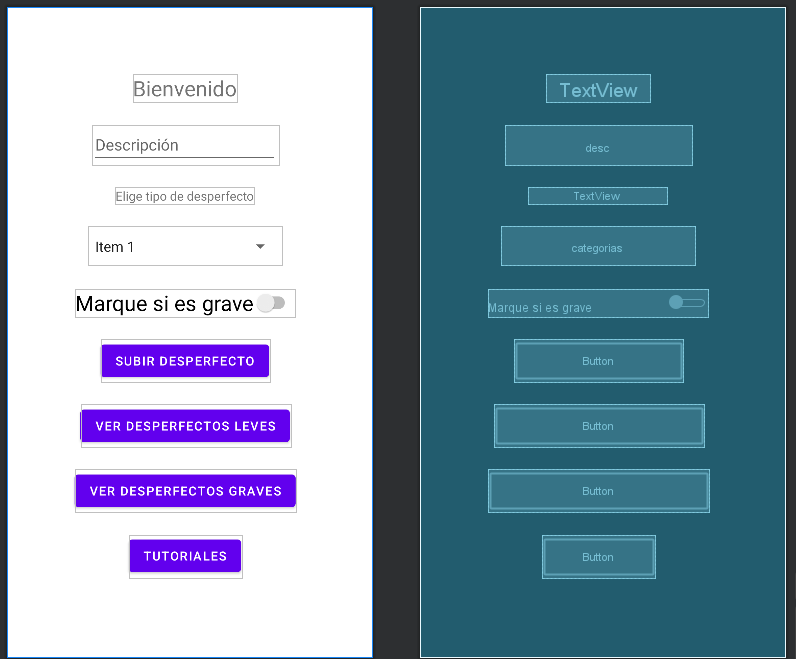 Bienvenido
Descripción
Elige tipo de desperfecto
Item 1
Marque si es grave
SUBIR DESPERFECTO
VER DESPERFECTOS LEVES
VER DESPERFECTOS GRAVES
TUTORIALES
TextView
desc
TextView
categorias
Marque si es grave
Button
Button
Button
Button